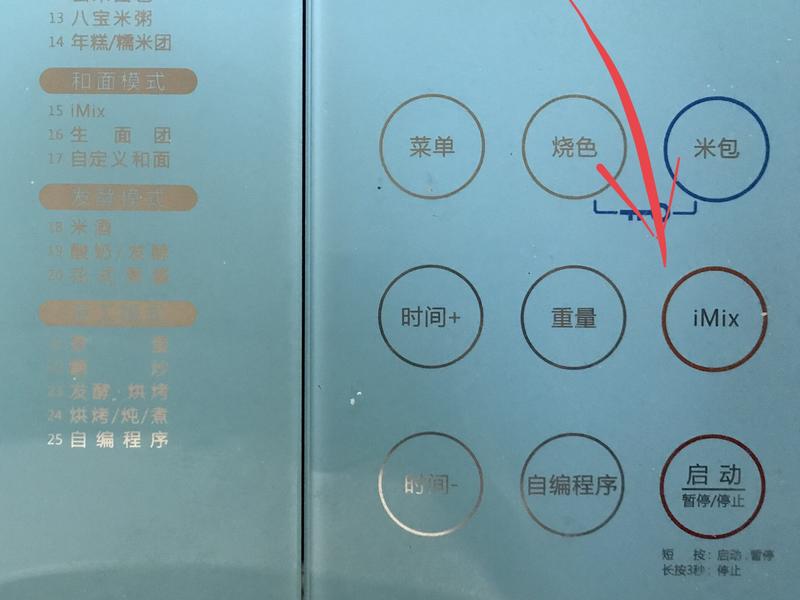 13 八宝米粥
14 年糕/糯米团
和面模式
15 iMix
16 生面团
17 自定义和面
发酵模式
18 米酒
19 酸奶/发酵
23 发酵、烘烤
24 烘烤/炖/煮
25 自编程序
菜单
烧色
米包
时间+
重量
iMix
时间-
自编程序
启动
暂停/停止
短 按: 启动、暂停
长按3秒: 停止